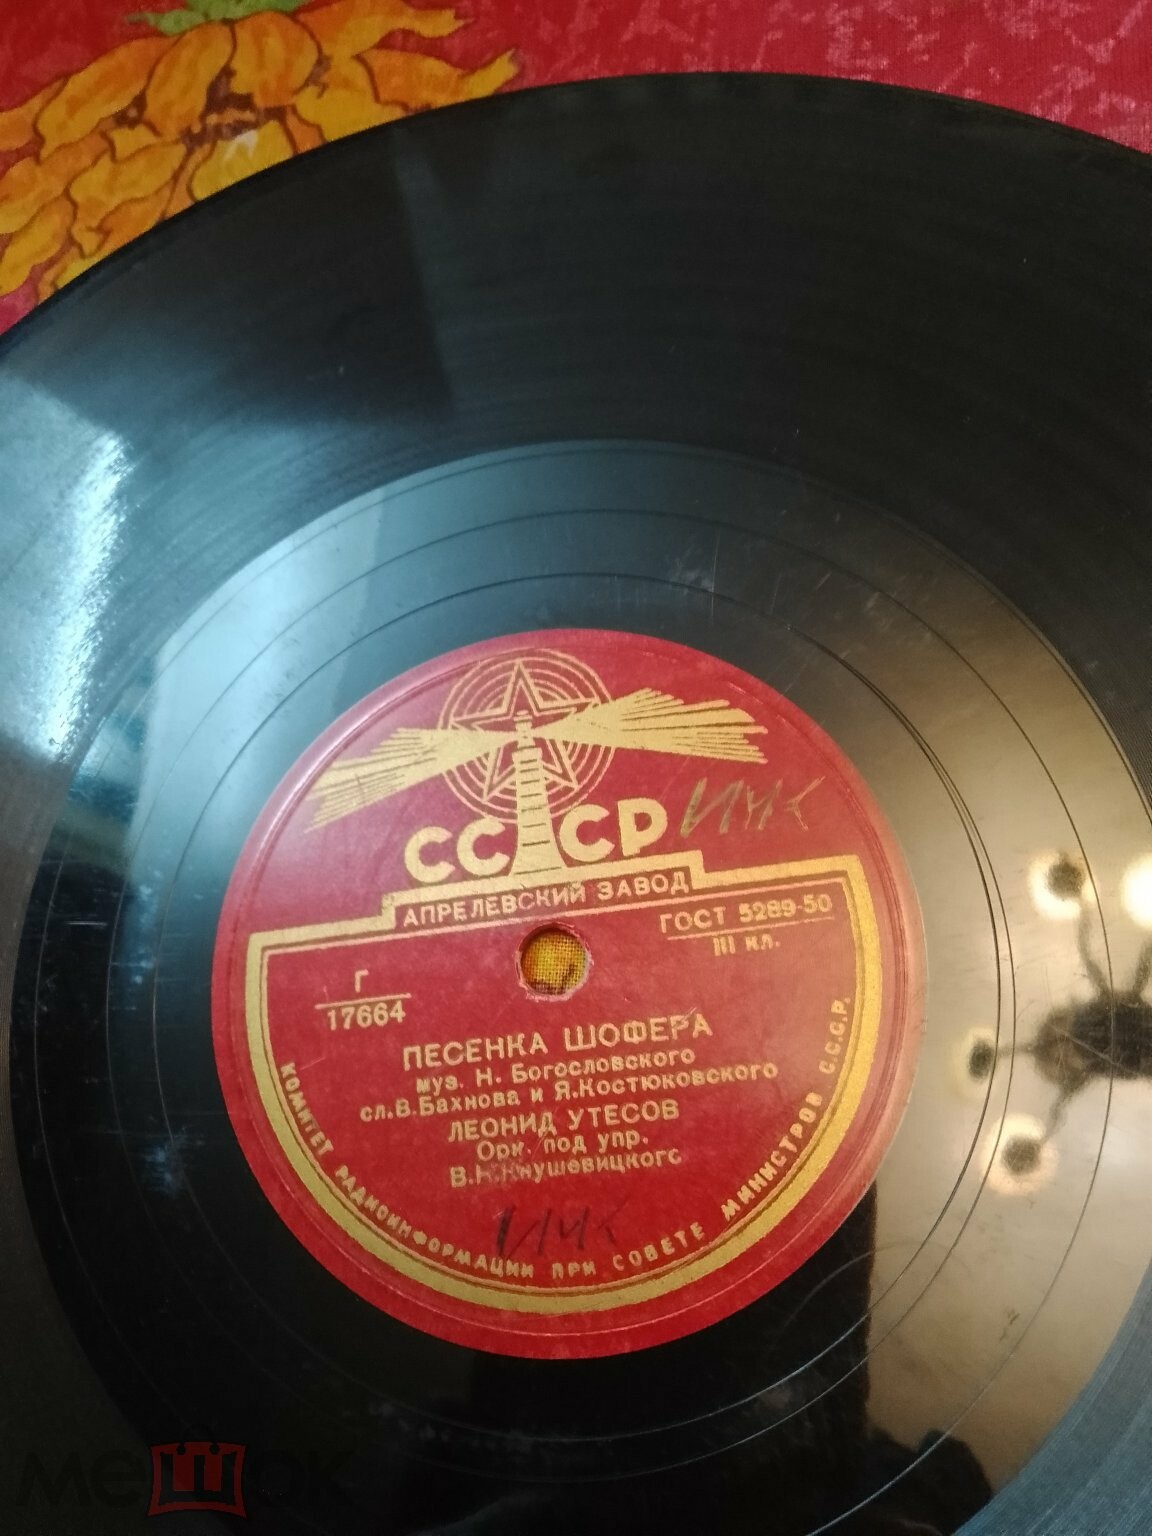 СССР
АПРЕЛЕВСКИЙ ЗАВОД
ГОСТ 5289-50
III кл.
Г
17664
ПЕСЕНКА ШОФЕРА
муз. Н. Богословского
сл.В.Бахнова и Я.Костюковского
ЛЕОНИД УТЕСОВ
Орк. под упр.
В.Н.Кнушевицкого
КОМИТЕТ РАДИОИНФОРМАЦИИ ПРИ СОВЕТЕ МИНИСТРОВ С.С.С.Р.
мешок